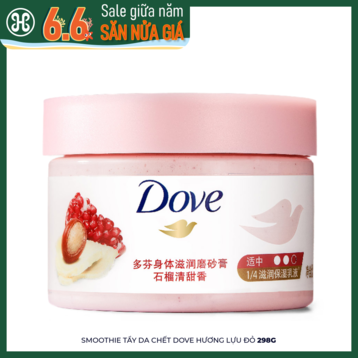 6.6
Sale giữa năm
SĂN NỬA GIÁ
Dove
多芬身体滋润磨砂膏
石榴清甜香
适中
1/4滋润保湿乳液
SMOOTHIE TẨY DA CHẾT DOVE HƯƠNG LỰU ĐỎ 298G